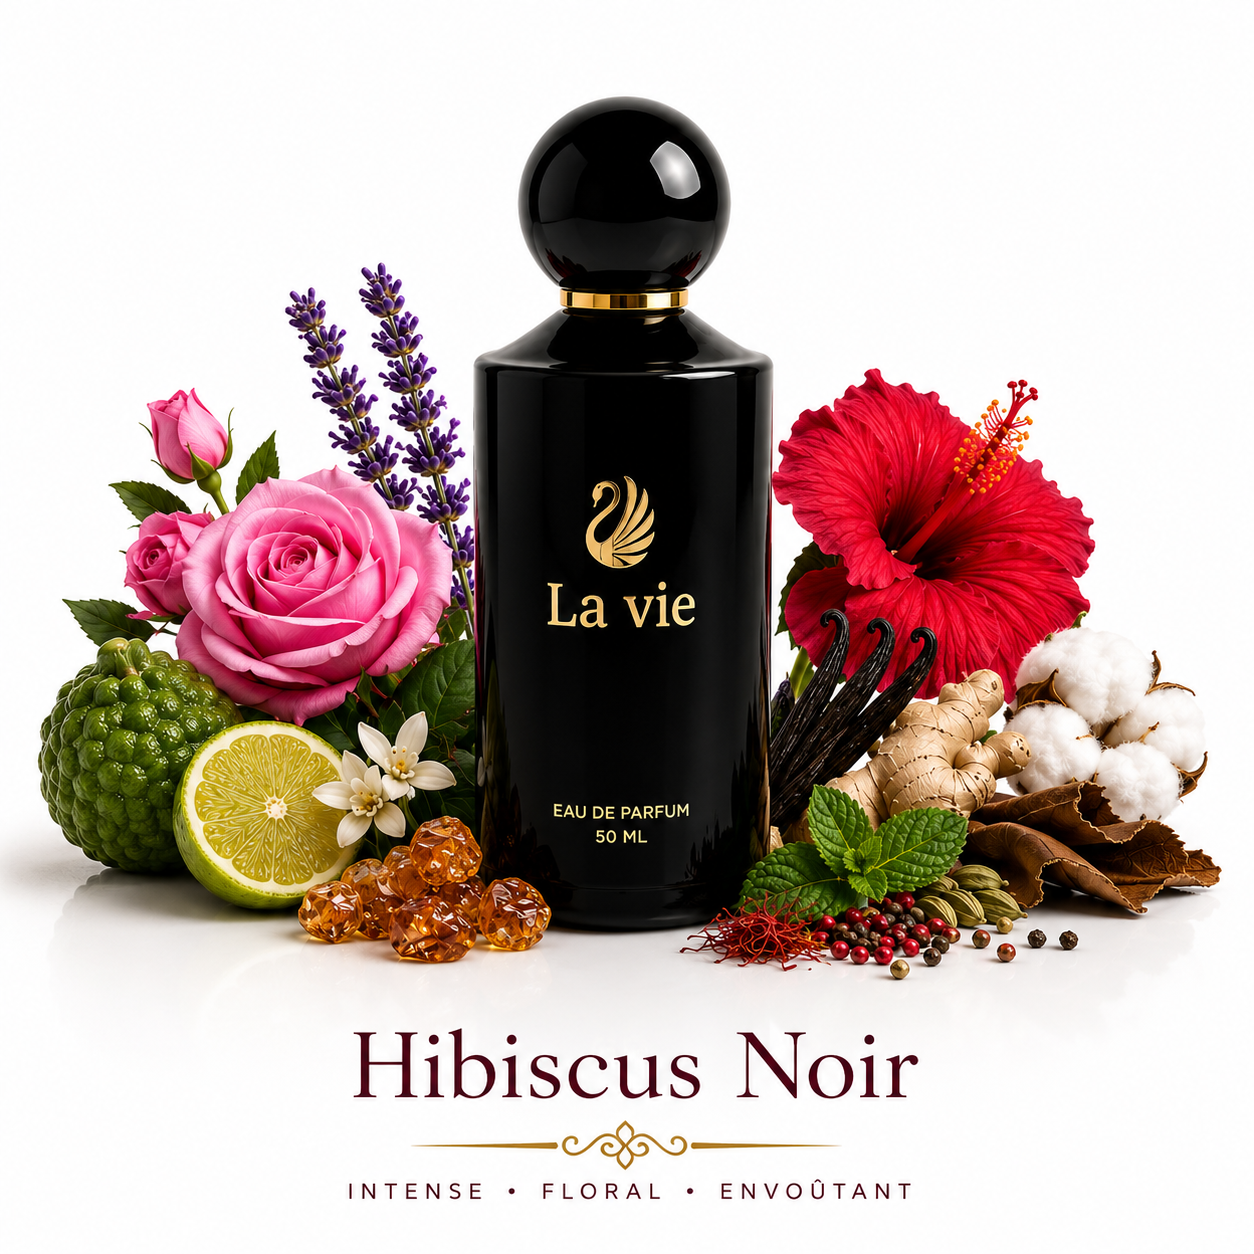 La vie
EAU DE PARFUM
50 ML
Hibiscus Noir
INTENSE • FLORAL • ENVOÛTANT